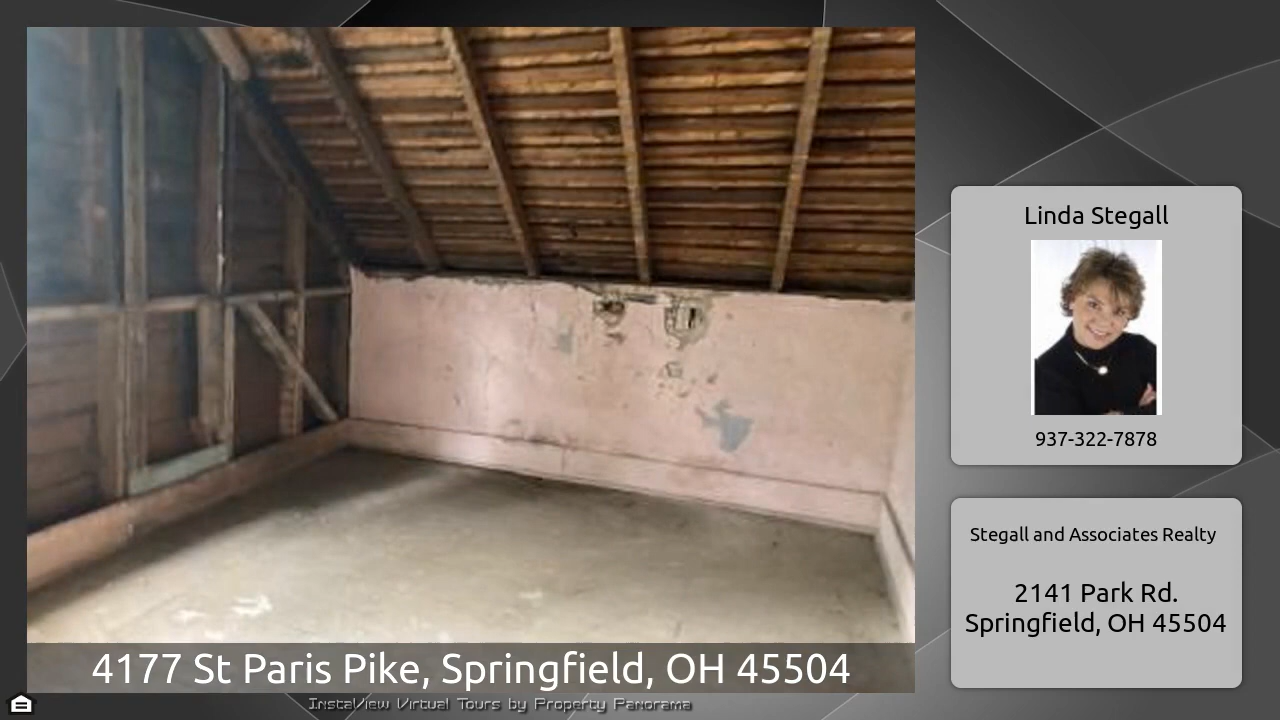 Linda Stegall
937-322-7878
Stegall and Associates Realty
2141 Park Rd.
Springfield, OH 45504
4177 St Paris Pike, Springfield, OH 45504
InstaView Virtual Tours by Property Panorama